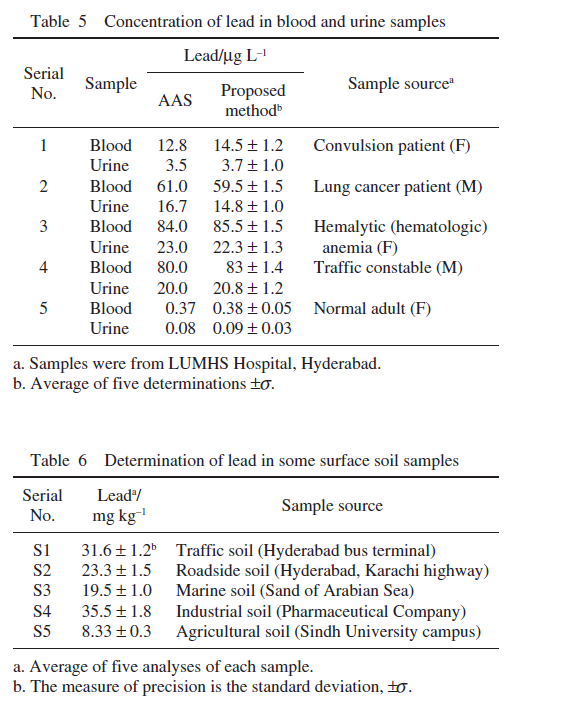 Table 5 Concentration of lead in blood and urine samples
Serial No. Sample Lead/µg L⁻¹ Sample sourceᵃ
AAS Proposed methodᵇ
1 Blood 12.8 14.5 ± 1.2 Convulsion patient (F)
Urine 3.5 3.7 ± 1.0
2 Blood 61.0 59.5 ± 1.5 Lung cancer patient (M)
Urine 16.7 14.8 ± 1.0
3 Blood 84.0 85.5 ± 1.5 Hemalytic (hematologic)
Urine 23.0 22.3 ± 1.3 anemia (F)
4 Blood 80.0 83 ± 1.4 Traffic constable (M)
Urine 20.0 20.8 ± 1.2
5 Blood 0.37 0.38 ± 0.05 Normal adult (F)
Urine 0.08 0.09 ± 0.03
a. Samples were from LUMHS Hospital, Hyderabad.
b. Average of five determinations ±σ.
Table 6 Determination of lead in some surface soil samples
Serial No. Leadᵃ/ mg kg⁻¹ Sample source
S1 31.6 ± 1.2ᵇ Traffic soil (Hyderabad bus terminal)
S2 23.3 ± 1.5 Roadside soil (Hyderabad, Karachi highway)
S3 19.5 ± 1.0 Marine soil (Sand of Arabian Sea)
S4 35.5 ± 1.8 Industrial soil (Pharmaceutical Company)
S5 8.33 ± 0.3 Agricultural soil (Sindh University campus)
a. Average of five analyses of each sample.
b. The measure of precision is the standard deviation, ±σ.